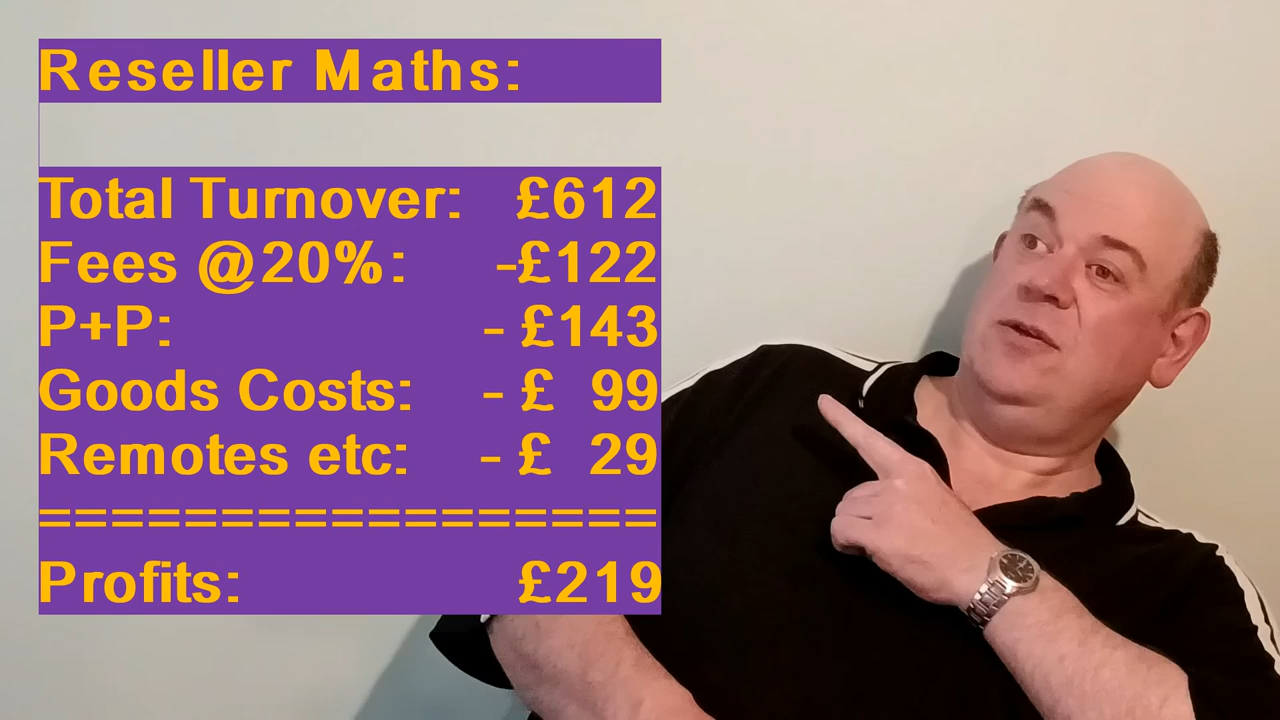 Reseller Maths:
Total Turnover: £612
Fees @20%: -£122
P+P: - £143
Goods Costs: - £ 99
Remotes etc: - £ 29
=================
Profits: £219